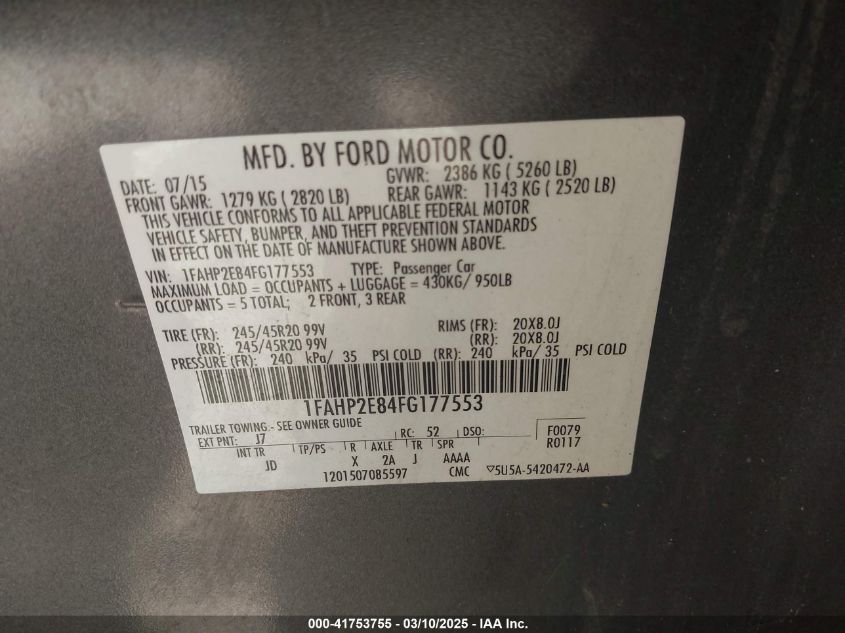 MFD. BY FORD MOTOR CO.
DATE: 07/15 GVWR: 2386 KG ( 5260 LB)
FRONT GAWR: 1279 KG ( 2820 LB) REAR GAWR: 1143 KG ( 2520 LB)
THIS VEHICLE CONFORMS TO ALL APPLICABLE FEDERAL MOTOR
VEHICLE SAFETY, BUMPER, AND THEFT PREVENTION STANDARDS
IN EFFECT ON THE DATE OF MANUFACTURE SHOWN ABOVE.
VIN: 1FAHP2E84FG177553 TYPE: Passenger Car
MAXIMUM LOAD = OCCUPANTS + LUGGAGE = 430KG/ 950LB
OCCUPANTS = 5 TOTAL; 2 FRONT, 3 REAR
TIRE (FR): 245/45R20 99V RIMS (FR): 20X8.0J
(RR): 245/45R20 99V (RR): 20X8.0J
PRESSURE (FR): 240 kPa/ 35 PSI COLD (RR): 240 kPa/ 35 PSI COLD
1FAHP2E84FG177553
TRAILER TOWING - SEE OWNER GUIDE
EXT PNT: J7 RC: 52 DSO: F0079
INT TR TP/PS R AXLE TR SPR R0117
JD X 2A J AAAA
1201507085597 CMC ▽5U5A-5420472-AA
000-41753755 - 03/10/2025 - IAA Inc.